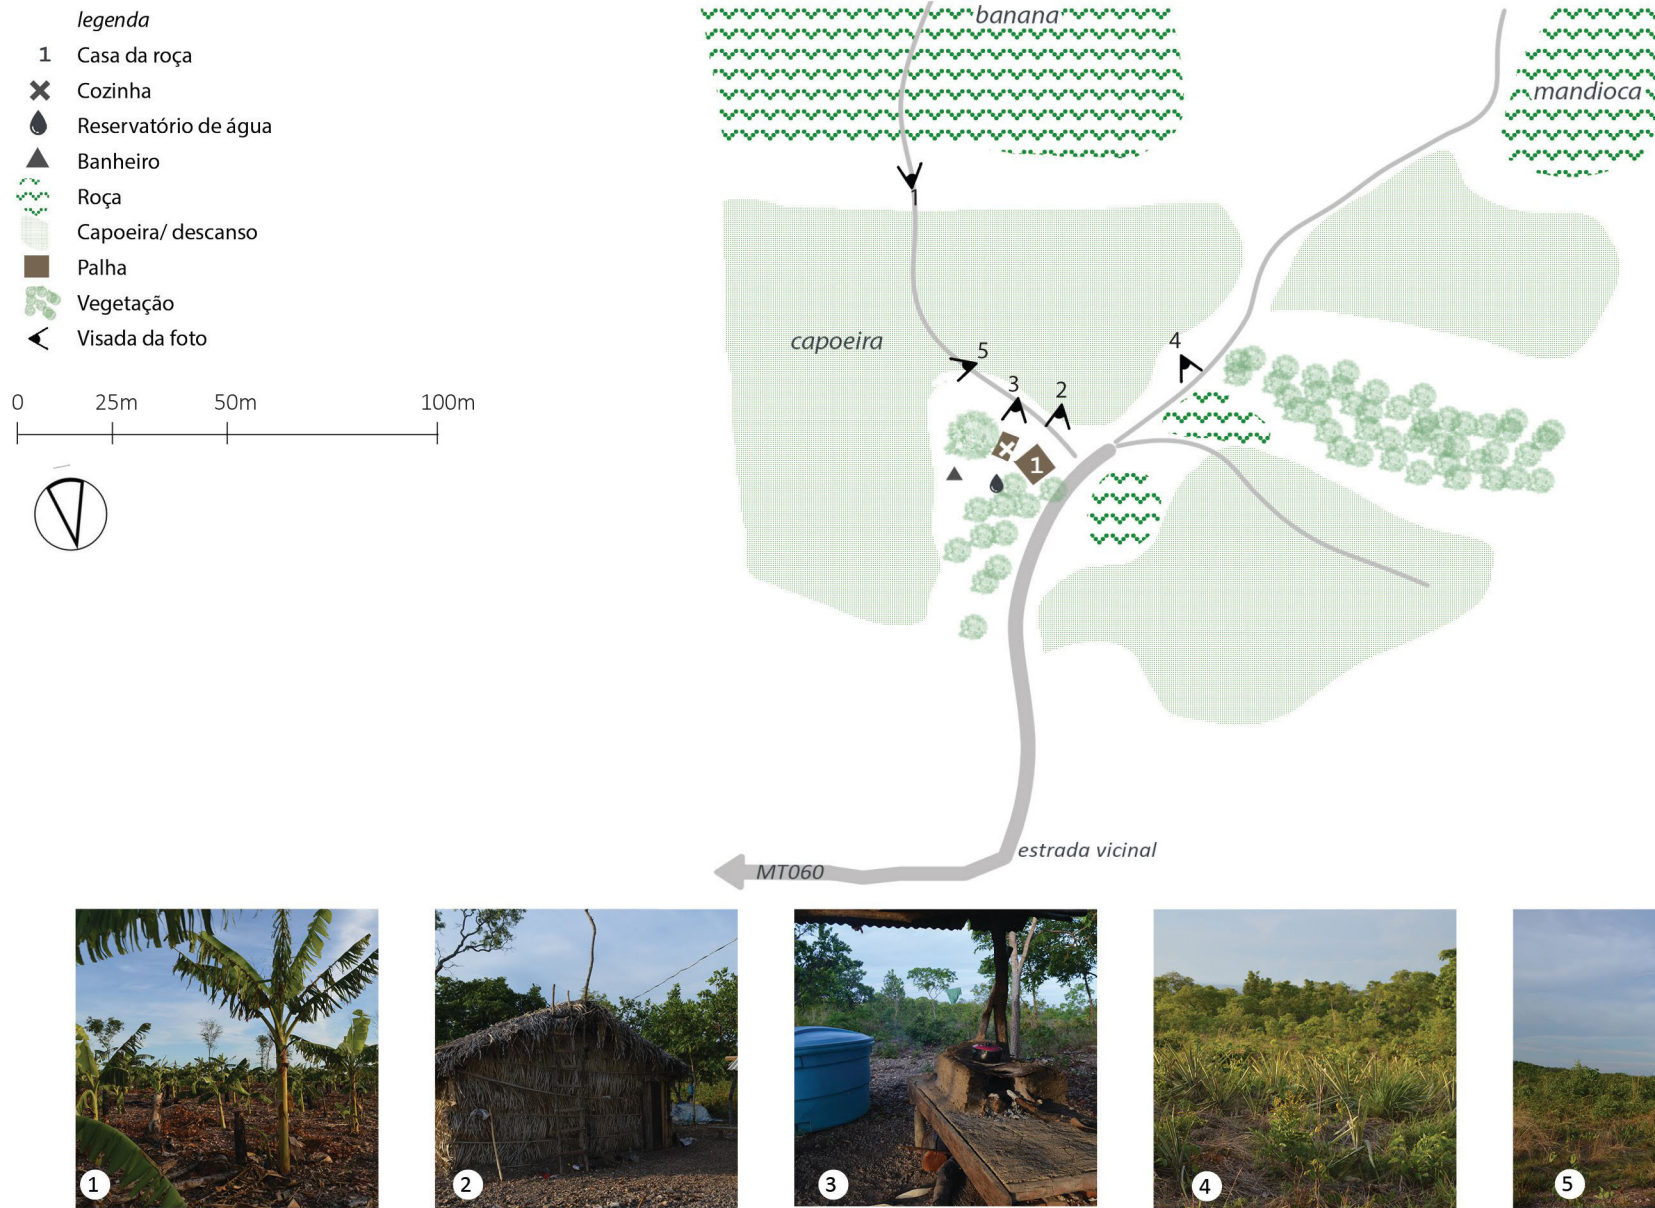 legenda
1 Casa da roça
Cozinha
Reservatório de água
Banheiro
Roça
Capoeira/ descanso
Palha
Vegetação
Visada da foto
0 25m 50m 100m
banana
mandioca
1
capoeira
5
4
3
2
1
estrada vicinal
MT060
1
2
3
4
5